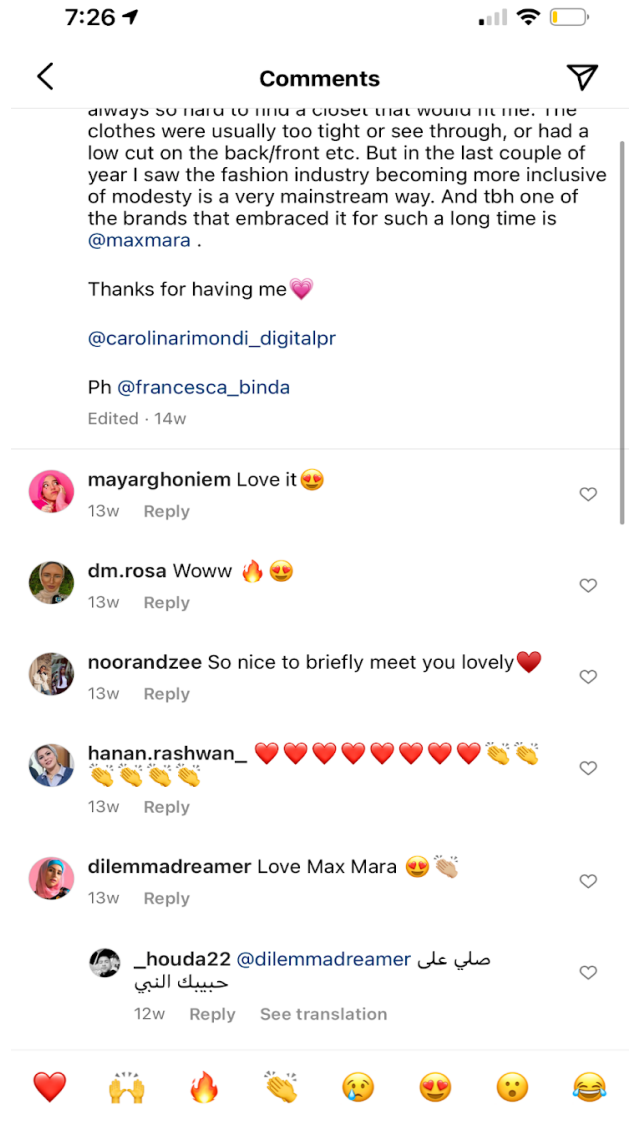 7:26
Comments
always so hard to find a closet that would fit me. The
clothes were usually too tight or see through, or had a
low cut on the back/front etc. But in the last couple of
year I saw the fashion industry becoming more inclusive
of modesty is a very mainstream way. And tbh one of
the brands that embraced it for such a long time is
@maxmara .
Thanks for having me💗
@carolinarimondi_digitalpr
Ph @francesca_binda
Edited · 14w
mayarghoniem Love it😍
13w Reply
dm.rosa Woww 🔥😍
13w Reply
noorandzee So nice to briefly meet you lovely♥️
13w Reply
hanan.rashwan_ ❤️❤️❤️❤️❤️❤️❤️❤️👏👏
👏👏👏👏
13w Reply
dilemmadreamer Love Max Mara 😍👏🏼
13w Reply
_houda22 @dilemmadreamer صلي على
حبيبك النبي
12w Reply See translation
❤️ 🙌 🔥 👏 😢 😍 😮 😂